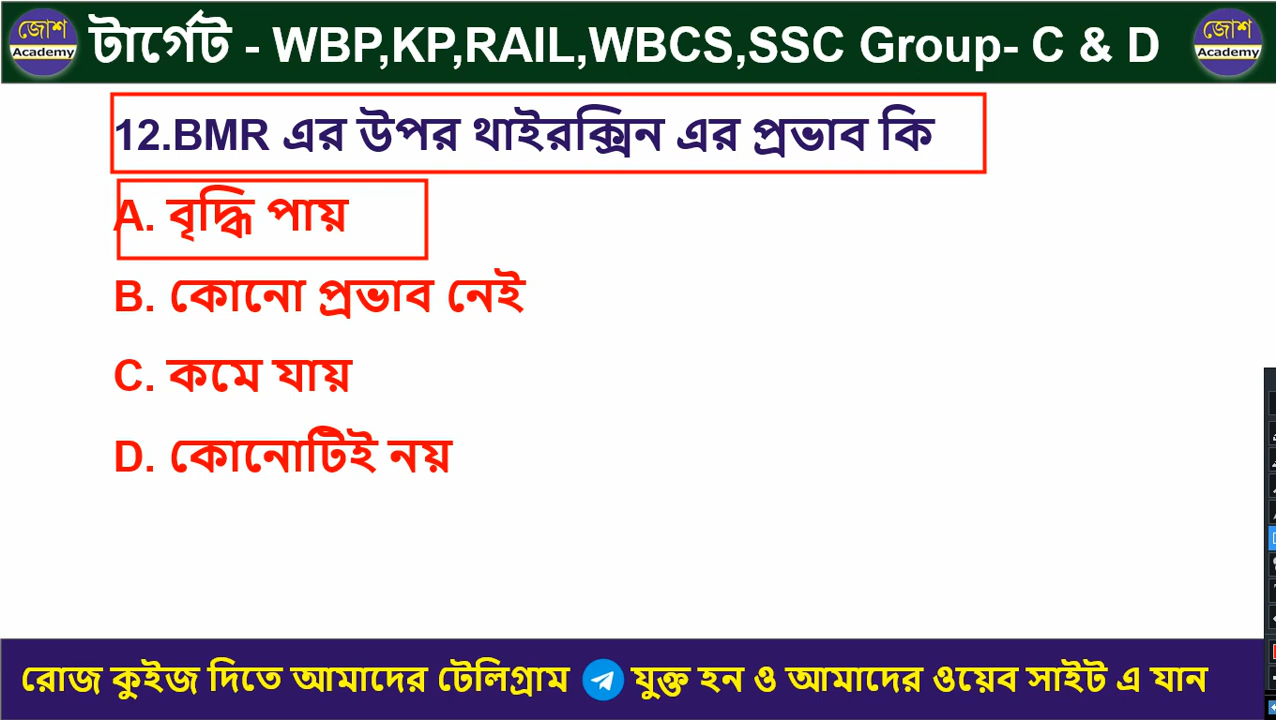 জোশ
Academy
টার্গেট - WBP,KP,RAIL,WBCS,SSC Group- C & D
জোশ
Academy
12.BMR এর উপর থাইরক্সিন এর প্রভাব কি
A. বৃদ্ধি পায়
B. কোনো প্রভাব নেই
C. কমে যায়
D. কোনোটিই নয়
রোজ কুইজ দিতে আমাদের টেলিগ্রাম যুক্ত হন ও আমাদের ওয়েব সাইট এ যান